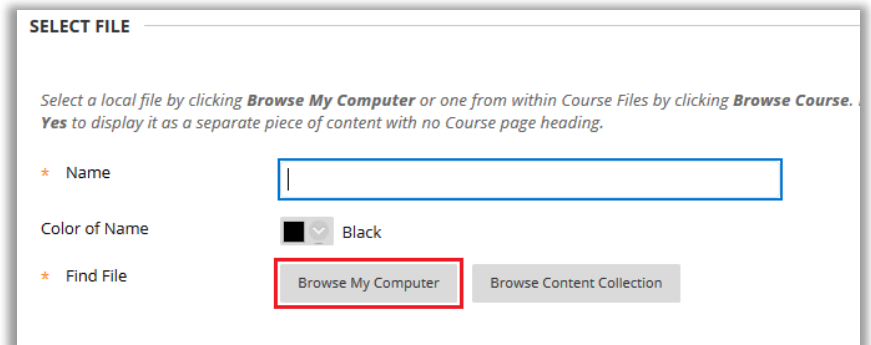 SELECT FILE
Select a local file by clicking Browse My Computer or one from within Course Files by clicking Browse Course.
Yes to display it as a separate piece of content with no Course page heading.
* Name
Color of Name Black
* Find File Browse My Computer Browse Content Collection